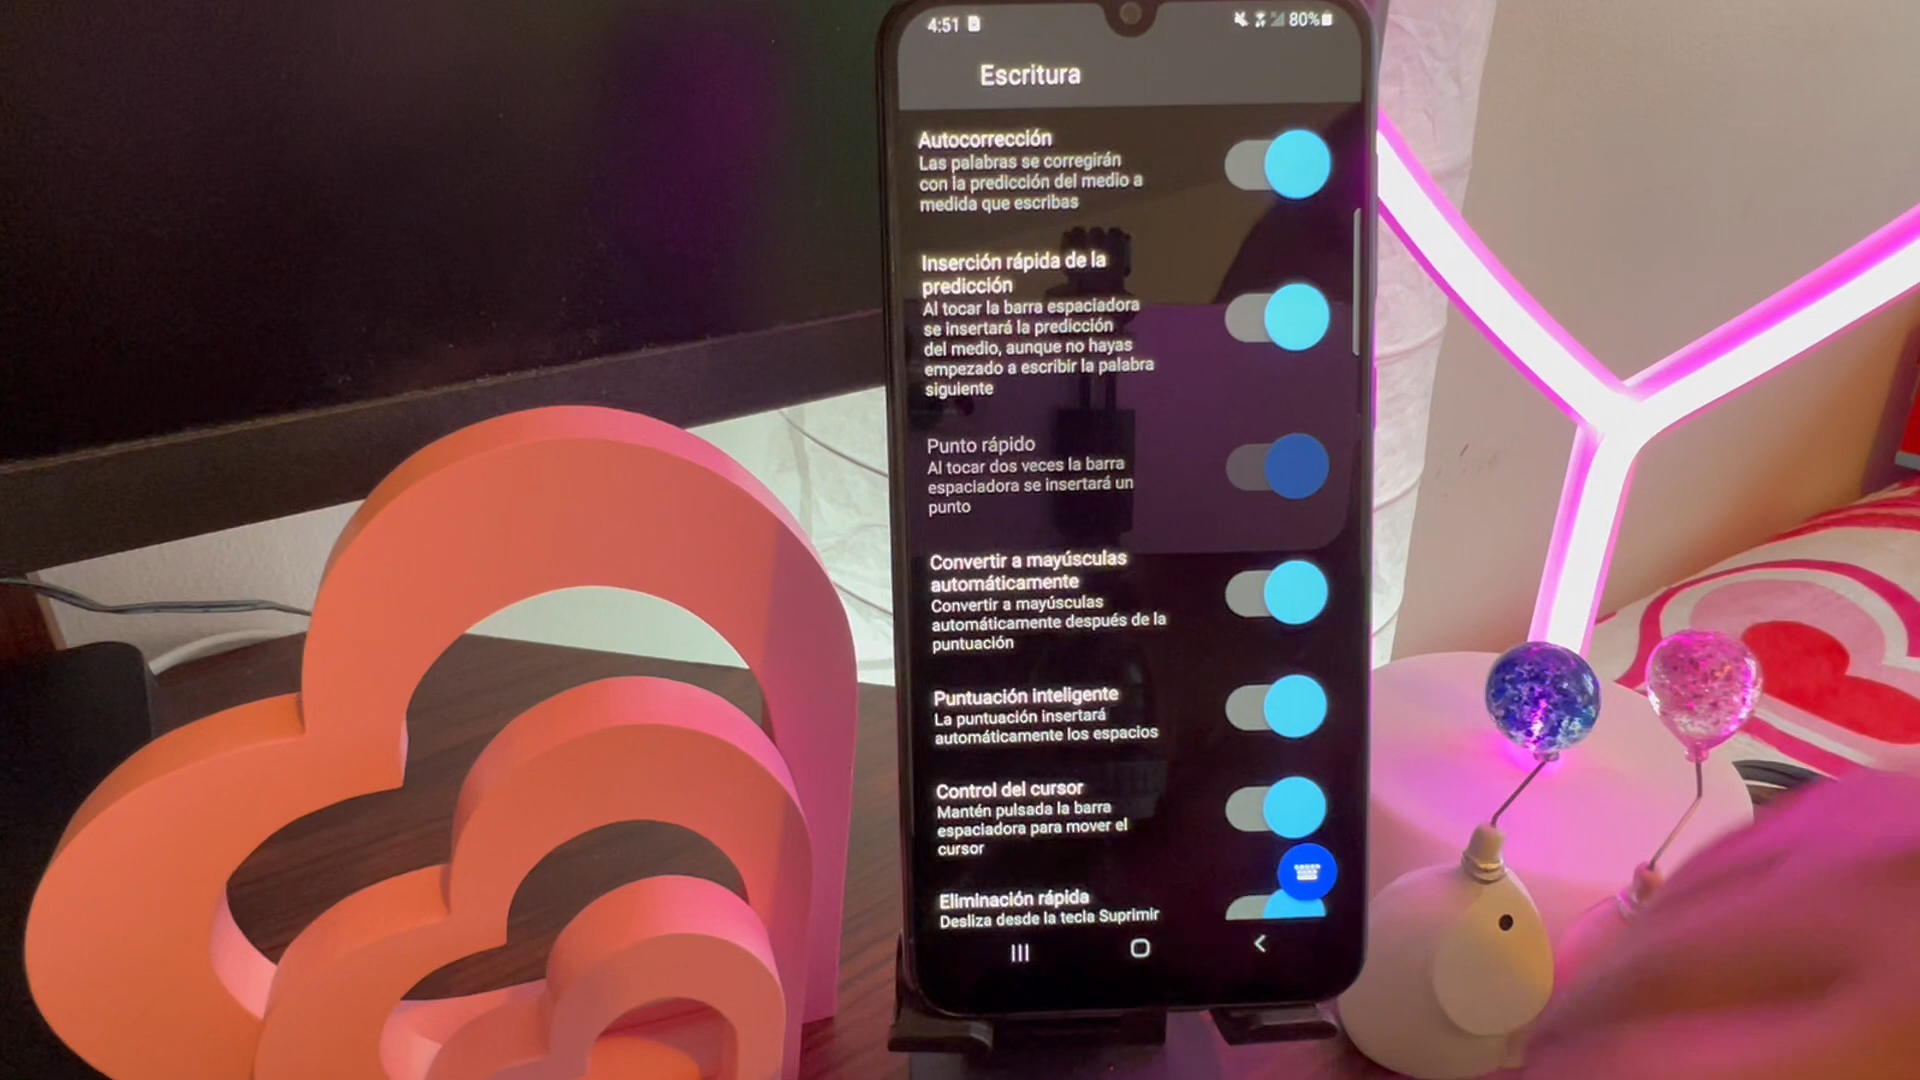 4:51
80%
Escritura
Autocorrección
Las palabras se corregirán
con la predicción del medio a
medida que escribas
Inserción rápida de la
predicción
Al tocar la barra espaciadora
se insertará la predicción
del medio, aunque no hayas
empezado a escribir la palabra
siguiente
Punto rápido
Al tocar dos veces la barra
espaciadora se insertará un
punto
Convertir a mayúsculas
automáticamente
Convertir a mayúsculas
automáticamente después de la
puntuación
Puntuación inteligente
La puntuación insertará
automáticamente los espacios
Control del cursor
Mantén pulsada la barra
espaciadora para mover el
cursor
Eliminación rápida
Desliza desde la tecla Suprimir